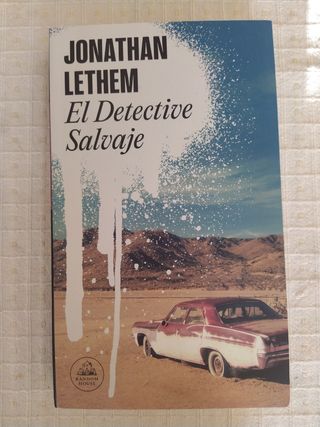 JONATHAN
LETHEM
El Detective
Salvaje
RANDOM
HOUSE